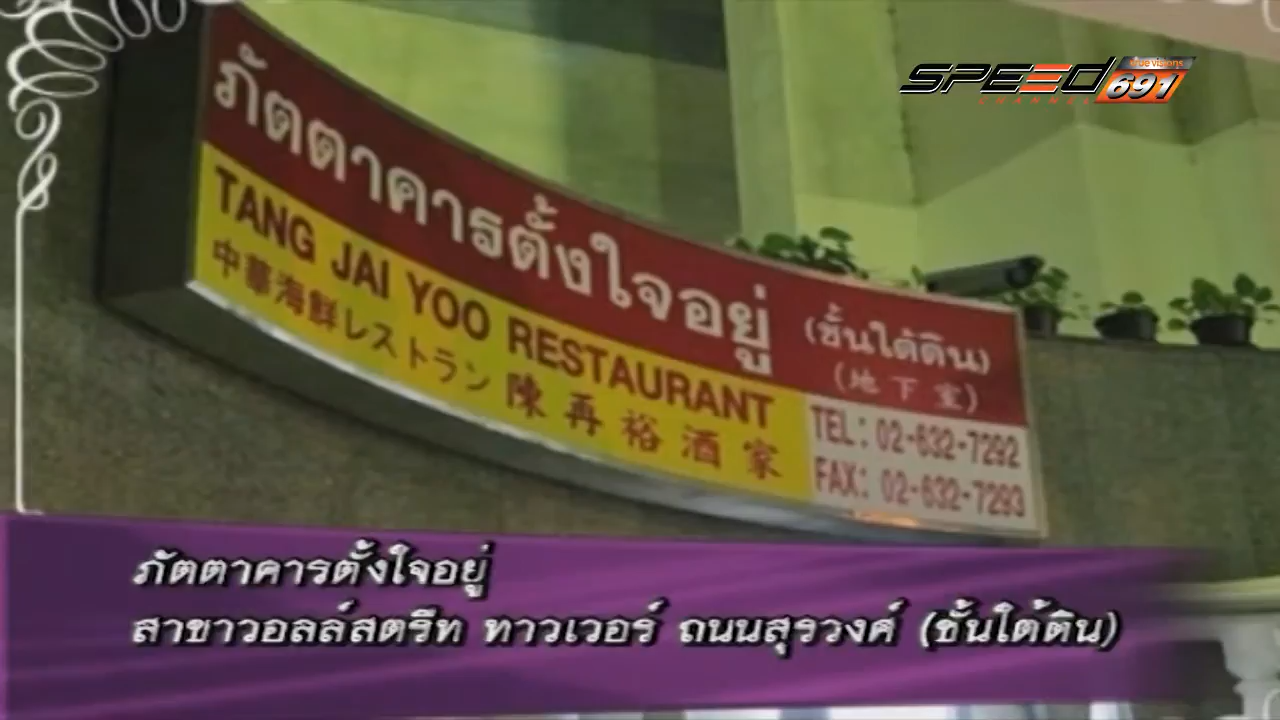 SPEED
CHANNEL
true visions
691
ภัตตาคารตั้งใจอยู่
(ชั้นใต้ดิน)
(地下室)
TANG JAI YOO RESTAURANT
中華海鮮レストラン 陳再裕酒家
TEL: 02-632-7292
FAX: 02-632-7293
ภัตตาคารตั้งใจอยู่
สาขาวอลล์สตรีท ทาวเวอร์ ถนนสุรวงศ์ (ชั้นใต้ดิน)